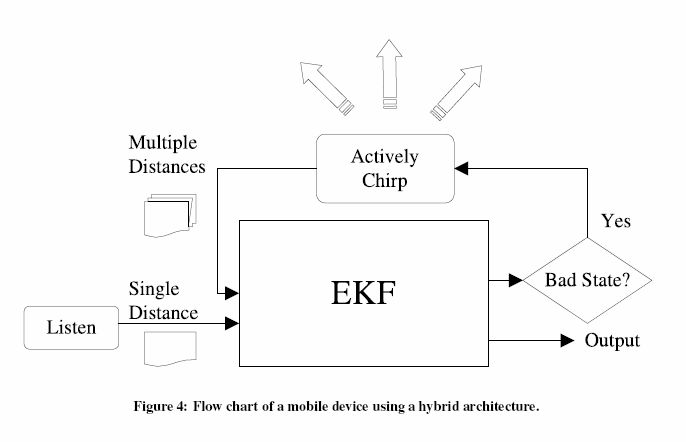 Multiple
Distances
Actively
Chirp
Yes
Bad State?
EKF
Single
Distance
Listen
Output
Figure 4: Flow chart of a mobile device using a hybrid architecture.